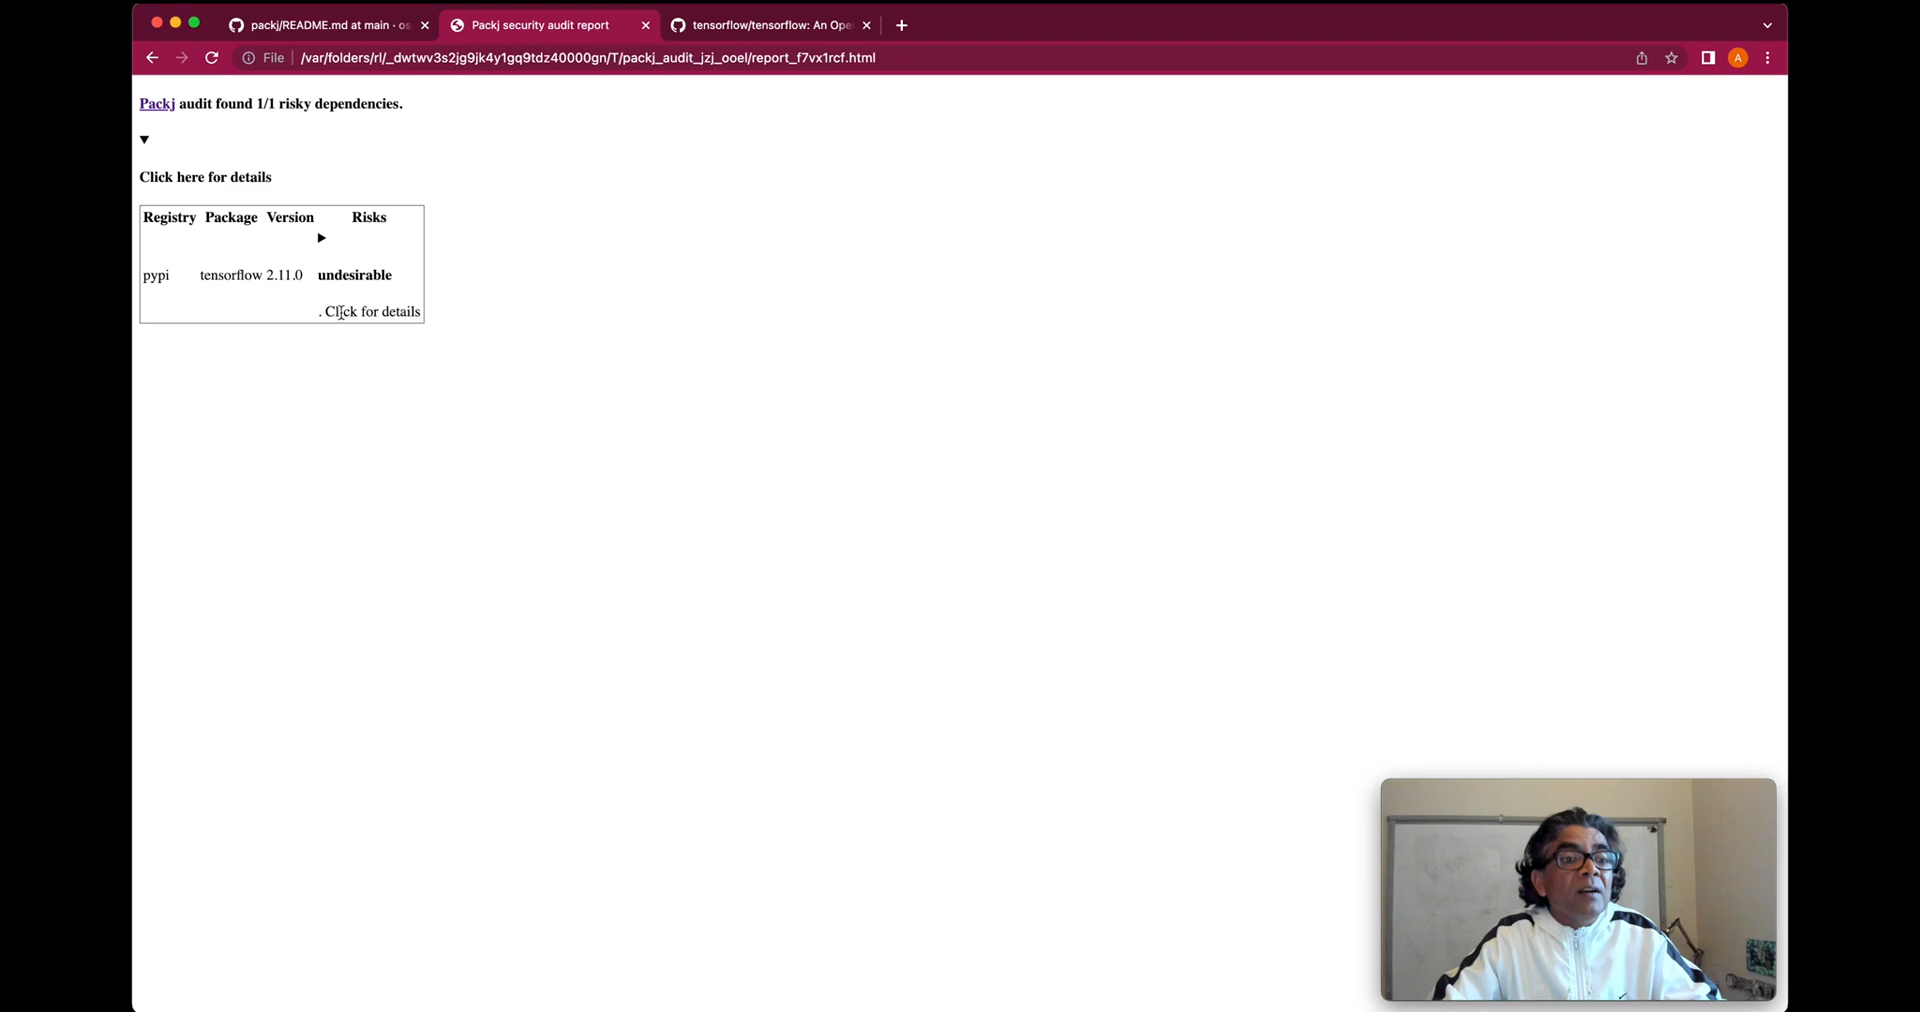 packj/README.md at main · os
Packj security audit report
tensorflow/tensorflow: An Ope
File
/var/folders/rl/_dwtwv3s2jg9jk4y1gq9tdz40000gn/T/packj_audit_jzj_ooel/report_f7vx1rcf.html
A
Packj audit found 1/1 risky dependencies.
Click here for details
Registry Package Version Risks
pypi tensorflow 2.11.0 undesirable
. Click for details